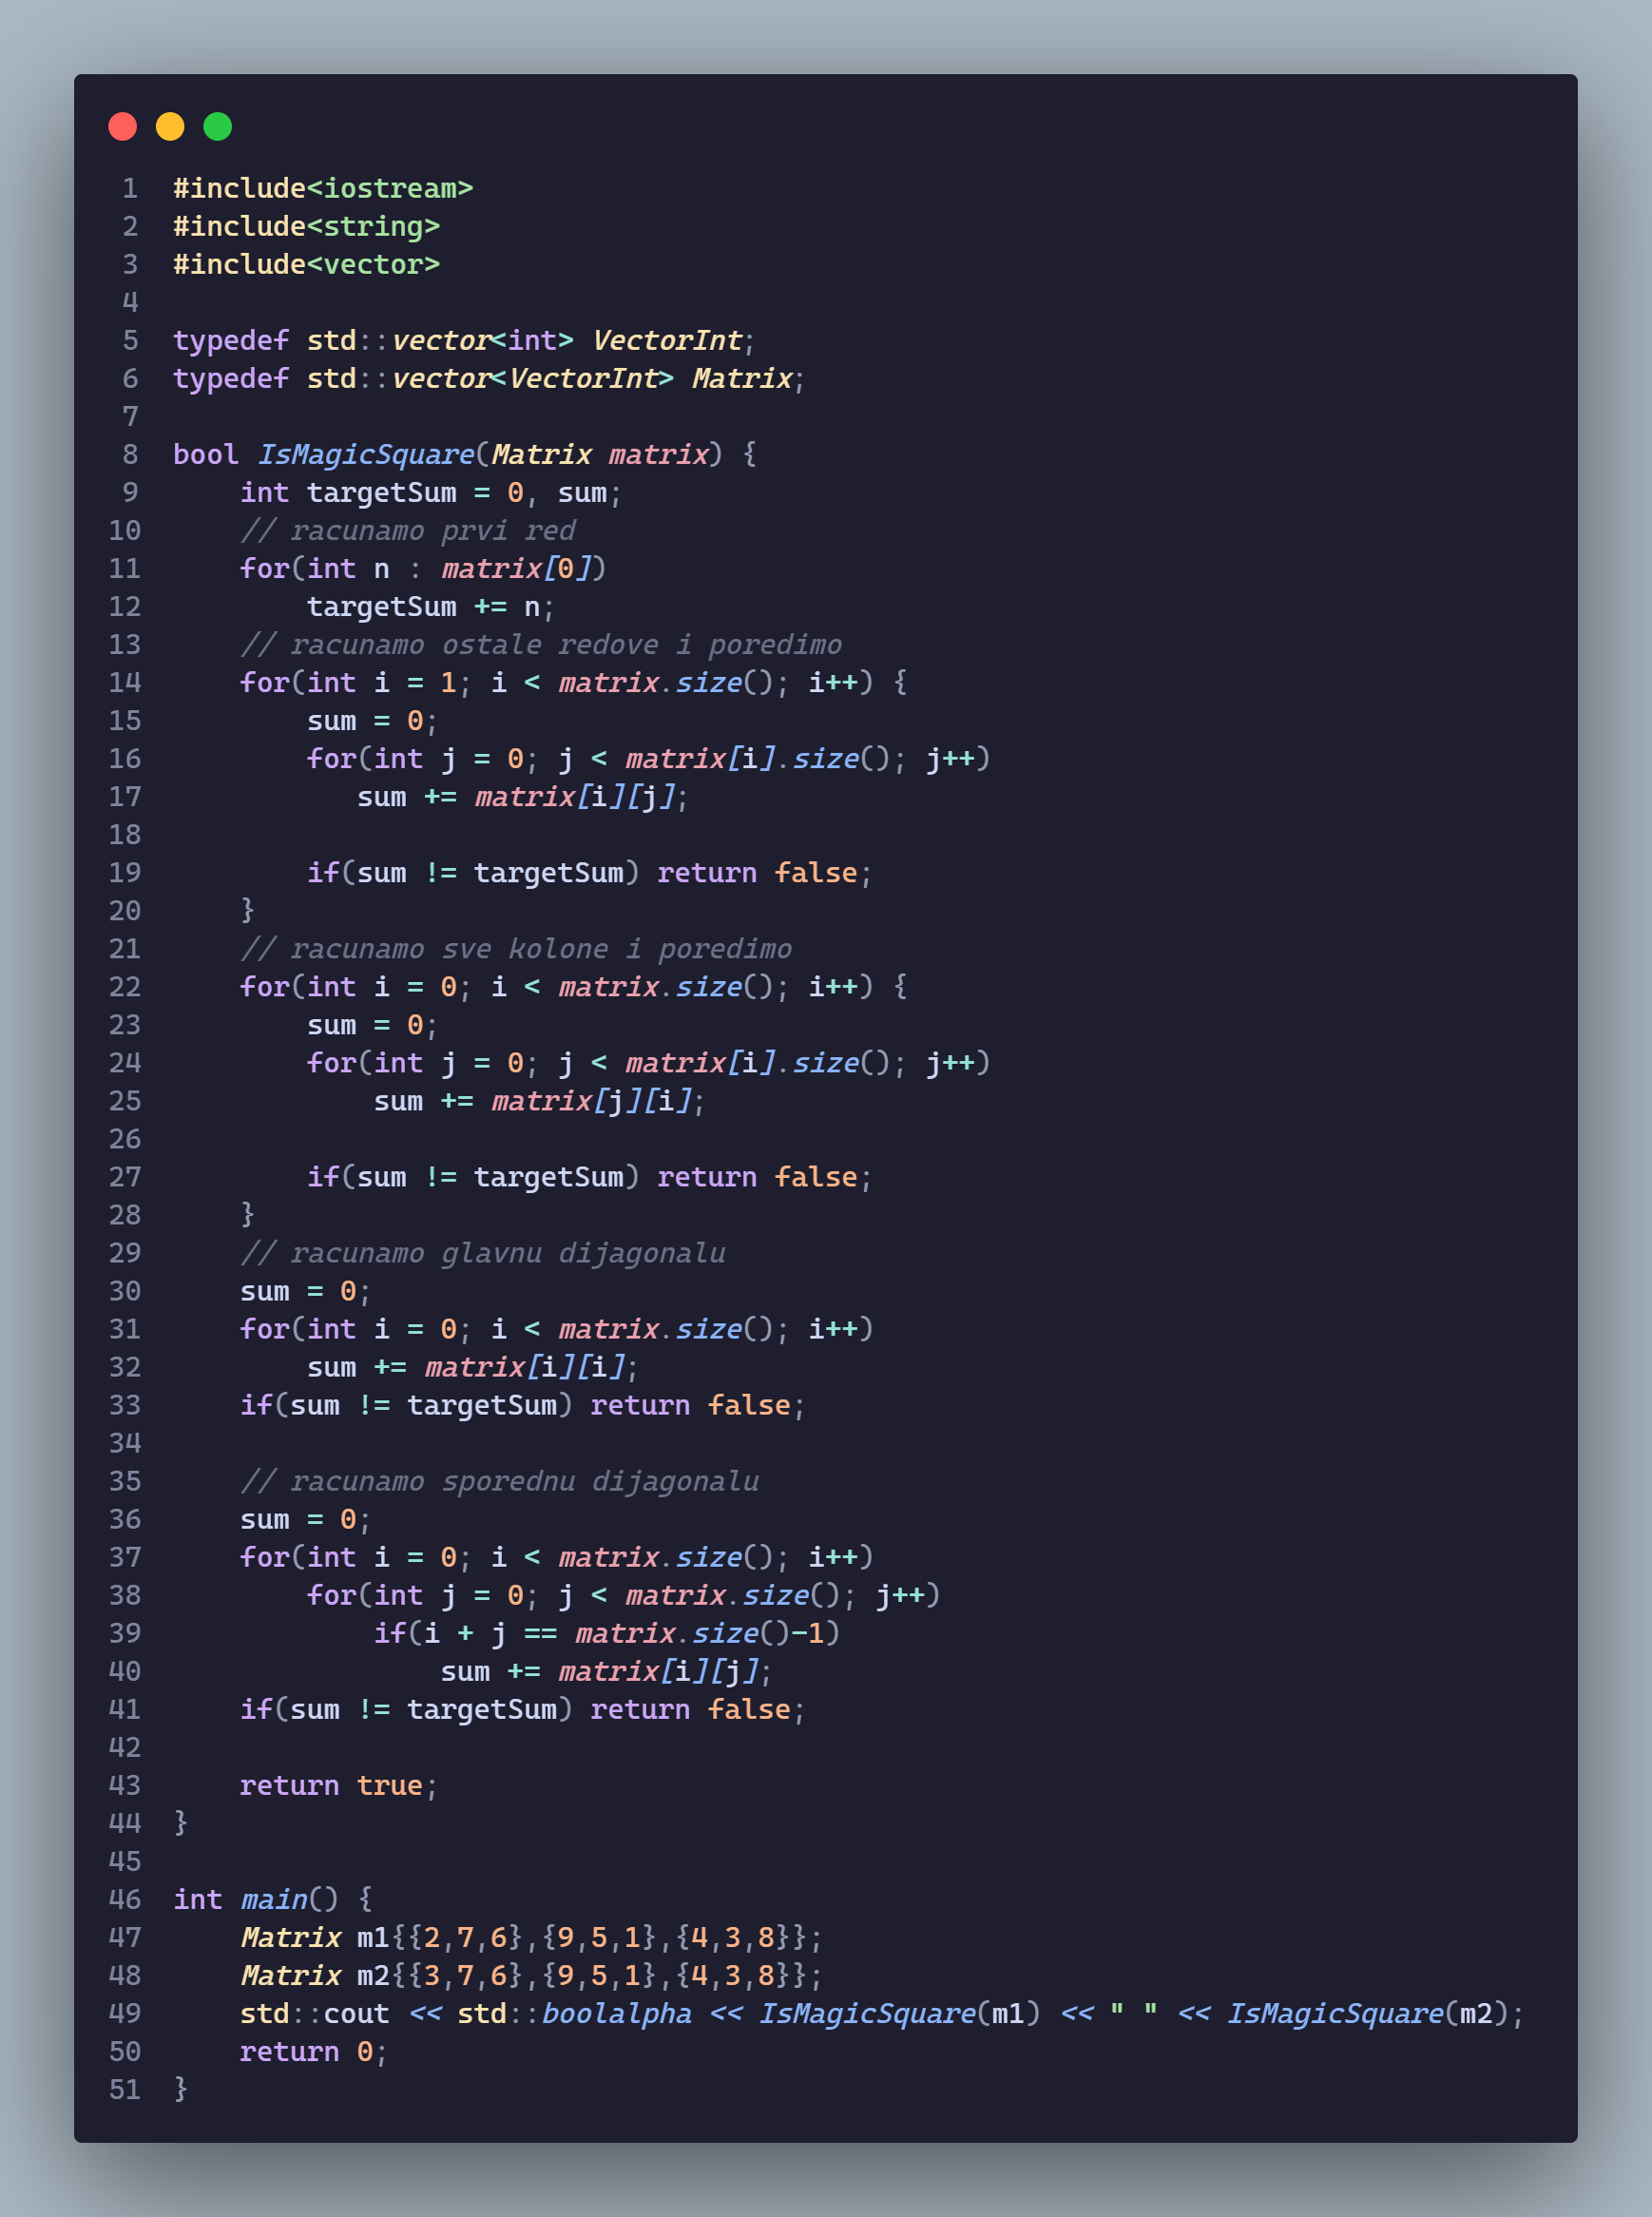 1 #include<iostream>
2 #include<string>
3 #include<vector>
4
5 typedef std::vector<int> VectorInt;
6 typedef std::vector<VectorInt> Matrix;
7
8 bool IsMagicSquare(Matrix matrix) {
9     int targetSum = 0, sum;
10     // racunamo prvi red
11     for(int n : matrix[0])
12         targetSum += n;
13     // racunamo ostale redove i poredimo
14     for(int i = 1; i < matrix.size(); i++) {
15         sum = 0;
16         for(int j = 0; j < matrix[i].size(); j++)
17            sum += matrix[i][j];
18
19         if(sum != targetSum) return false;
20     }
21     // racunamo sve kolone i poredimo
22     for(int i = 0; i < matrix.size(); i++) {
23         sum = 0;
24         for(int j = 0; j < matrix[i].size(); j++)
25             sum += matrix[j][i];
26
27         if(sum != targetSum) return false;
28     }
29     // racunamo glavnu dijagonalu
30     sum = 0;
31     for(int i = 0; i < matrix.size(); i++)
32         sum += matrix[i][i];
33     if(sum != targetSum) return false;
34
35     // racunamo sporednu dijagonalu
36     sum = 0;
37     for(int i = 0; i < matrix.size(); i++)
38         for(int j = 0; j < matrix.size(); j++)
39             if(i + j == matrix.size()-1)
40                 sum += matrix[i][j];
41     if(sum != targetSum) return false;
42
43     return true;
44 }
45
46 int main() {
47     Matrix m1{{2,7,6},{9,5,1},{4,3,8}};
48     Matrix m2{{3,7,6},{9,5,1},{4,3,8}};
49     std::cout << std::boolalpha << IsMagicSquare(m1) << " " << IsMagicSquare(m2);
50     return 0;
51 }